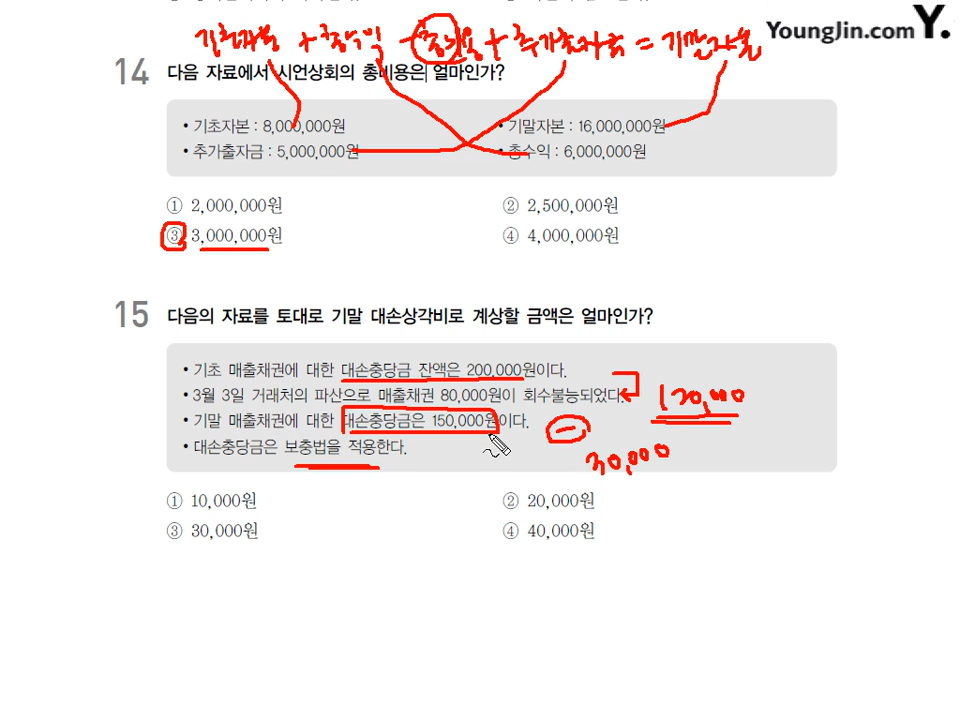 YoungJin.com Y.
기초자본 + 총수익 - 총비용 + 추가출자금 = 기말자본
14 다음 자료에서 시언상회의 총비용은 얼마인가?
• 기초자본 : 8,000,000원 • 기말자본 : 16,000,000원
• 추가출자금 : 5,000,000원 • 총수익 : 6,000,000원
① 2,000,000원 ② 2,500,000원
③ 3,000,000원 ④ 4,000,000원
15 다음의 자료를 토대로 기말 대손상각비로 계상할 금액은 얼마인가?
• 기초 매출채권에 대한 대손충당금 잔액은 200,000원이다.
• 3월 3일 거래처의 파산으로 매출채권 80,000원이 회수불능되었다.
120,000
• 기말 매출채권에 대한 대손충당금은 150,000원이다.
• 대손충당금은 보충법을 적용한다.
30,000
① 10,000원 ② 20,000원
③ 30,000원 ④ 40,000원